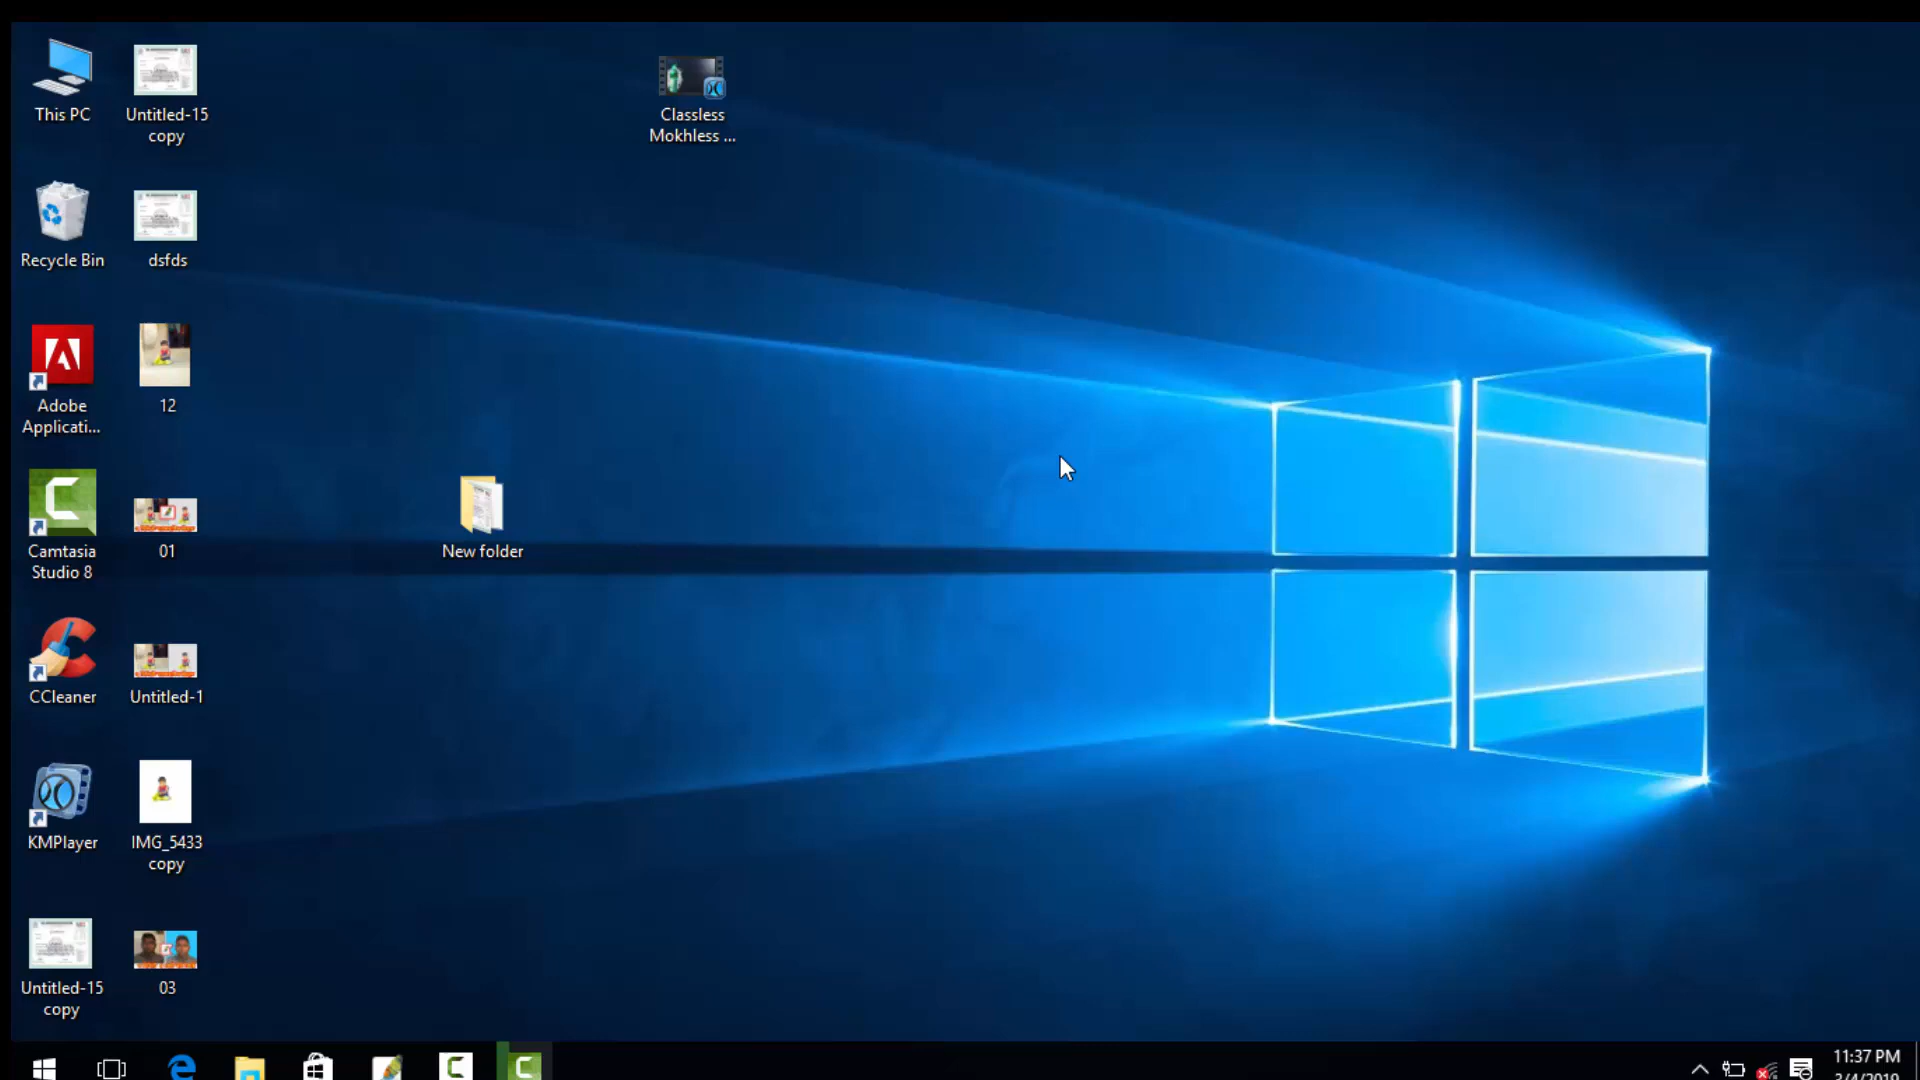 This PC
Untitled-15
copy
Classless
Mokhless ...
Recycle Bin
dsfds
Adobe
Applicati...
12
Camtasia
Studio 8
01
New folder
CCleaner
Untitled-1
KMPlayer
IMG_5433
copy
Untitled-15
copy
03
11:37 PM
3/4/2019